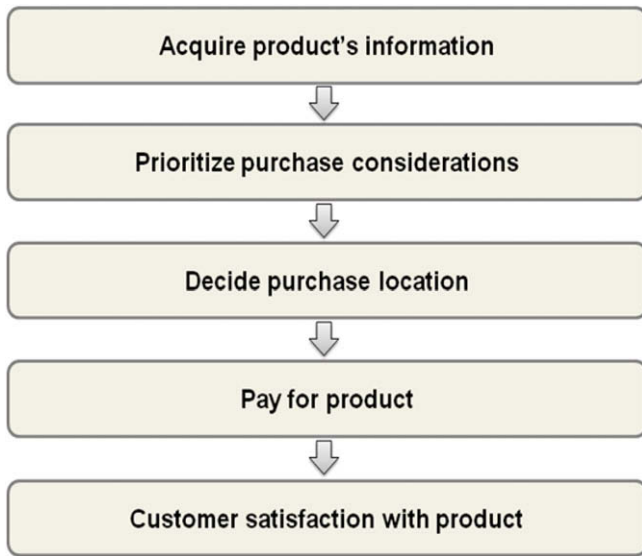 Acquire product's information
Prioritize purchase considerations
Decide purchase location
Pay for product
Customer satisfaction with product